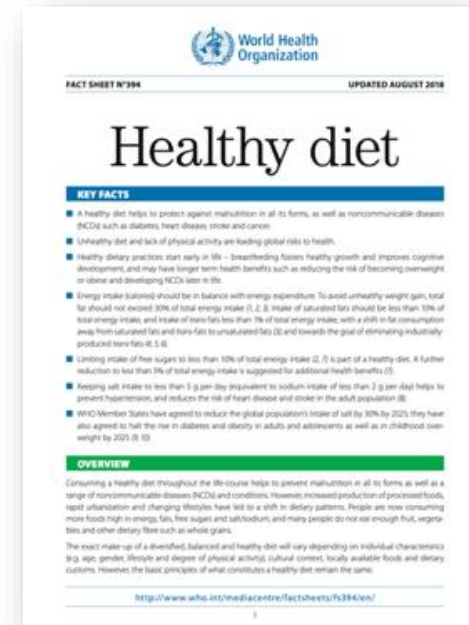 World Health
Organization
FACT SHEET N°394 UPDATED AUGUST 2018
Healthy diet
KEY FACTS
A healthy diet helps to protect against malnutrition in all its forms, as well as noncommunicable diseases
(NCDs) such as diabetes, heart disease, stroke and cancer.
Unhealthy diet and lack of physical activity are leading global risks to health.
Healthy dietary practices start early in life – breastfeeding fosters healthy growth and improves cognitive
development, and may have longer term health benefits such as reducing the risk of becoming overweight
or obese and developing NCDs later in life.
Energy intake (calories) should be in balance with energy expenditure. To avoid unhealthy weight gain, total
fat should not exceed 30% of total energy intake (1, 2, 3). Intake of saturated fats should be less than 10% of
total energy intake, and intake of trans-fats less than 1% of total energy intake, with a shift in fat consumption
away from saturated fats and trans-fats to unsaturated fats (3) and towards the goal of eliminating industrially-
produced trans-fats (4, 5, 6).
Limiting intake of free sugars to less than 10% of total energy intake (2, 7) is part of a healthy diet. A further
reduction to less than 5% of total energy intake is suggested for additional health benefits (7).
Keeping salt intake to less than 5 g per day (equivalent to sodium intake of less than 2 g per day) helps to
prevent hypertension, and reduces the risk of heart disease and stroke in the adult population (8).
WHO Member States have agreed to reduce the global population's intake of salt by 30% by 2025; they have
also agreed to halt the rise in diabetes and obesity in adults and adolescents as well as in childhood over-
weight by 2025 (9, 10).
OVERVIEW
Consuming a healthy diet throughout the life-course helps to prevent malnutrition in all its forms as well as a
range of noncommunicable diseases (NCDs) and conditions. However, increased production of processed foods,
rapid urbanization and changing lifestyles have led to a shift in dietary patterns. People are now consuming
more foods high in energy, fats, free sugars and salt/sodium, and many people do not eat enough fruit, vegeta-
bles and other dietary fibre such as whole grains.
The exact make-up of a diversified, balanced and healthy diet will vary depending on individual characteristics
(e.g. age, gender, lifestyle and degree of physical activity), cultural context, locally available foods and dietary
customs. However, the basic principles of what constitutes a healthy diet remain the same.
http://www.who.int/mediacentre/factsheets/fs394/en/
1